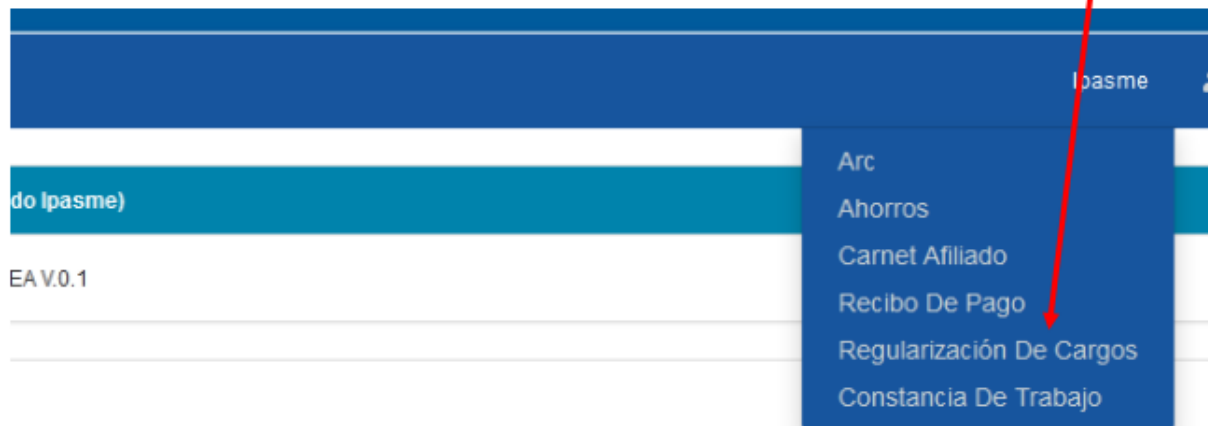 Ipasme
Arc
do Ipasme)
Ahorros
Carnet Afiliado
EA V.0.1
Recibo De Pago
Regularización De Cargos
Constancia De Trabajo